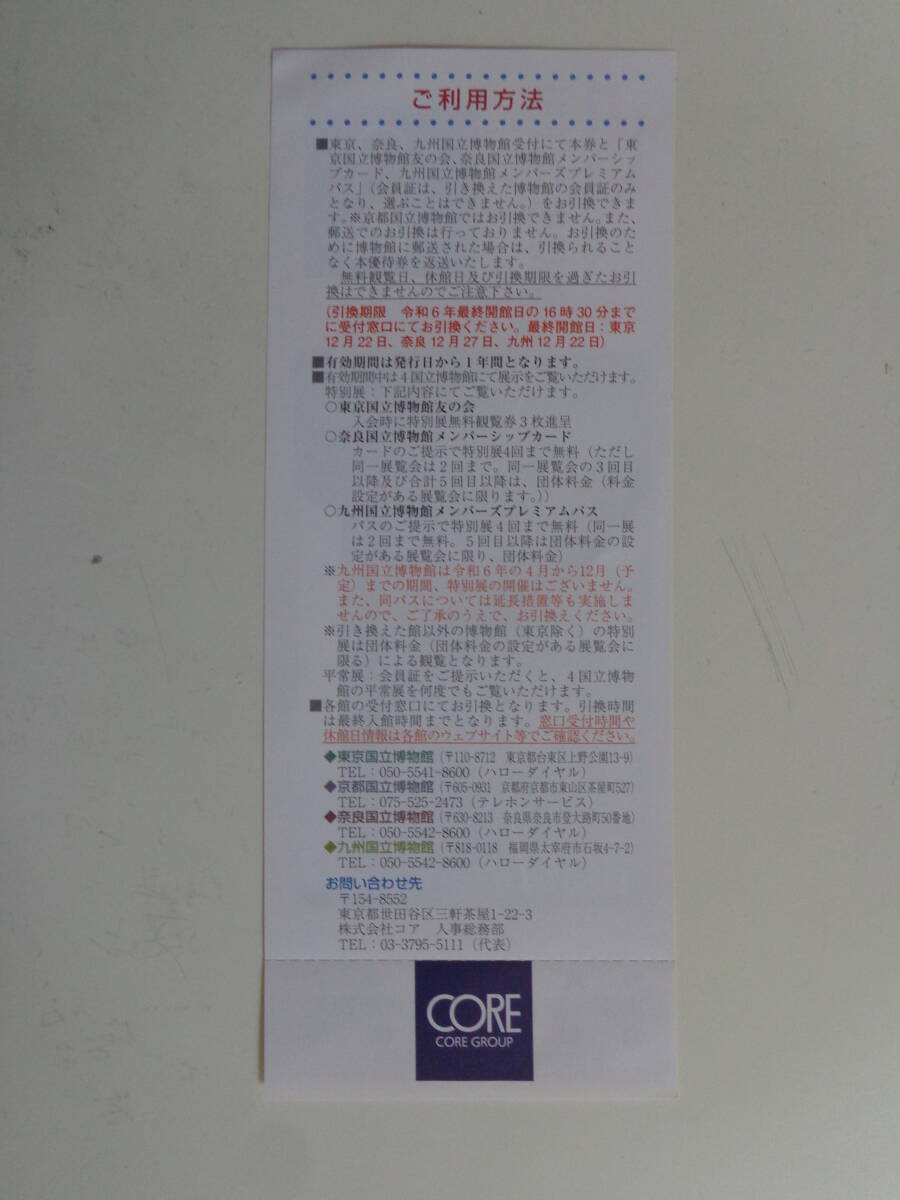 ご利用方法
■東京、奈良、九州国立博物館受付にて本券と「東
京国立博物館友の会、奈良国立博物館メンバーシッ
プカード、九州国立博物館メンバーズプレミアム
パス」（会員証は、引き換えた博物館の会員証のみ
となり、選ぶことはできません。）をお引換できま
す。※京都国立博物館ではお引換できません。また、
郵送でのお引換は行っておりません。お引換のた
めに博物館に郵送された場合は、引換られること
なく本優待券を返送いたします。
無料観覧日、休館日及び引換期限を過ぎたお引
換はできませんのでご注意下さい。
（引換期限　令和6年最終開館日の16時30分まで
に受付窓口にてお引換ください。最終開館日：東京
12月22日、奈良12月27日、九州12月22日）
■有効期間は発行日から1年間となります。
■有効期間中は4国立博物館にて展示をご覧いただけます。
特別展：下記内容にてご覧いただけます。
○東京国立博物館友の会
入会時に特別展無料観覧券3枚進呈
○奈良国立博物館メンバーシップカード
カードのご提示で特別展4回まで無料（ただし
同一展覧会は2回まで。同一展覧会の3回目
以降及び合計5回目以降は、団体料金（料金
設定がある展覧会に限ります。））
○九州国立博物館メンバーズプレミアムパス
パスのご提示で特別展4回まで無料（同一展
は2回まで無料。5回目以降は団体料金の設
定がある展覧会に限り、団体料金）
※九州国立博物館は令和6年の4月から12月（予
定）までの期間、特別展の開催はございません。
また、同パスについては延長措置等も実施しま
せんので、ご了承のうえで、お引換えください。
※引き換えた館以外の博物館（東京除く）の特別
展は団体料金（団体料金の設定がある展覧会に
限る）による観覧となります。
平常展：会員証をご提示いただくと、4国立博物
館の平常展を何度でもご覧いただけます。
■各館の受付窓口にてお引換となります。引換時間
は最終入館時間までとなります。窓口受付時間や
休館日情報は各館のウェブサイト等でご確認ください。
◆東京国立博物館（〒110-8712　東京都台東区上野公園13-9）
TEL：050-5541-8600（ハローダイヤル）
◆京都国立博物館（〒605-0931　京都府京都市東山区茶屋町527）
TEL：075-525-2473（テレホンサービス）
◆奈良国立博物館（〒630-8213　奈良県奈良市登大路町50番地）
TEL：050-5542-8600（ハローダイヤル）
◆九州国立博物館（〒818-0118　福岡県太宰府市石坂4-7-2）
TEL：050-5542-8600（ハローダイヤル）
お問い合わせ先
〒154-8552
東京都世田谷区三軒茶屋1-22-3
株式会社コア　人事総務部
TEL：03-3795-5111（代表）
CORE
CORE GROUP